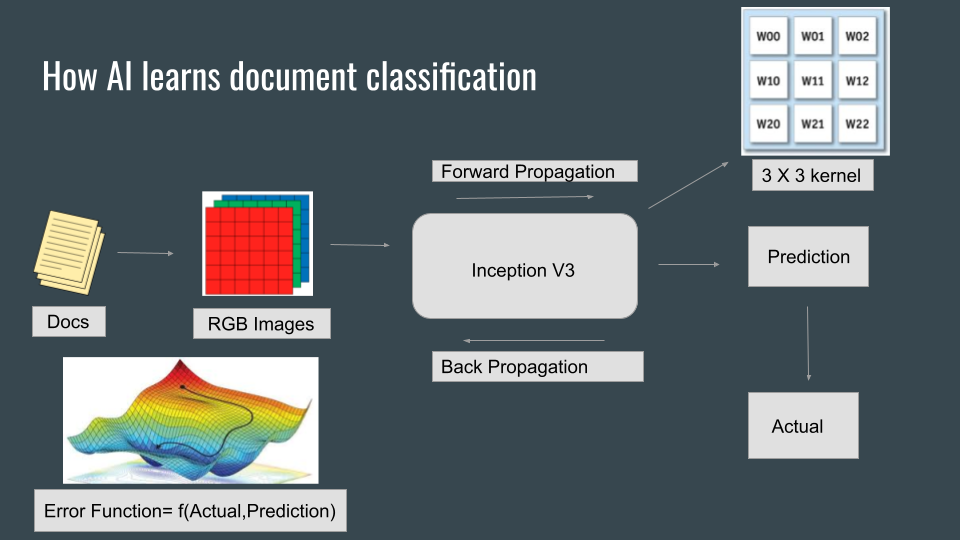 How AI learns document classification
W00 W01 W02
W10 W11 W12
W20 W21 W22
3 X 3 kernel
Forward Propagation
Inception V3
Prediction
Docs
RGB Images
Back Propagation
Actual
Error Function= f(Actual,Prediction)